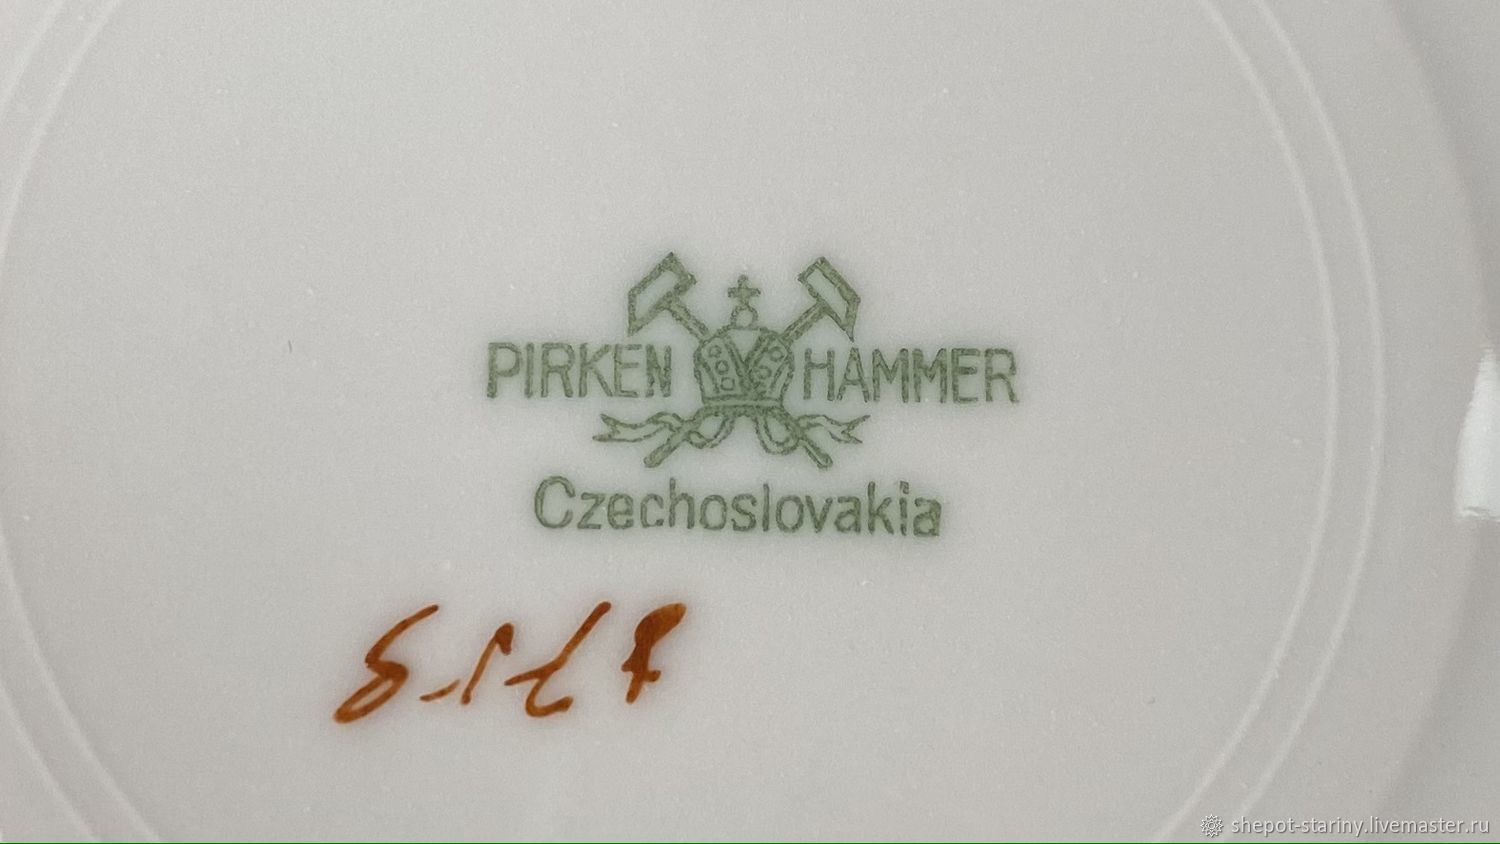 PIRKEN HAMMER
Czechoslovakia
shepot-stariny.livemaster.ru